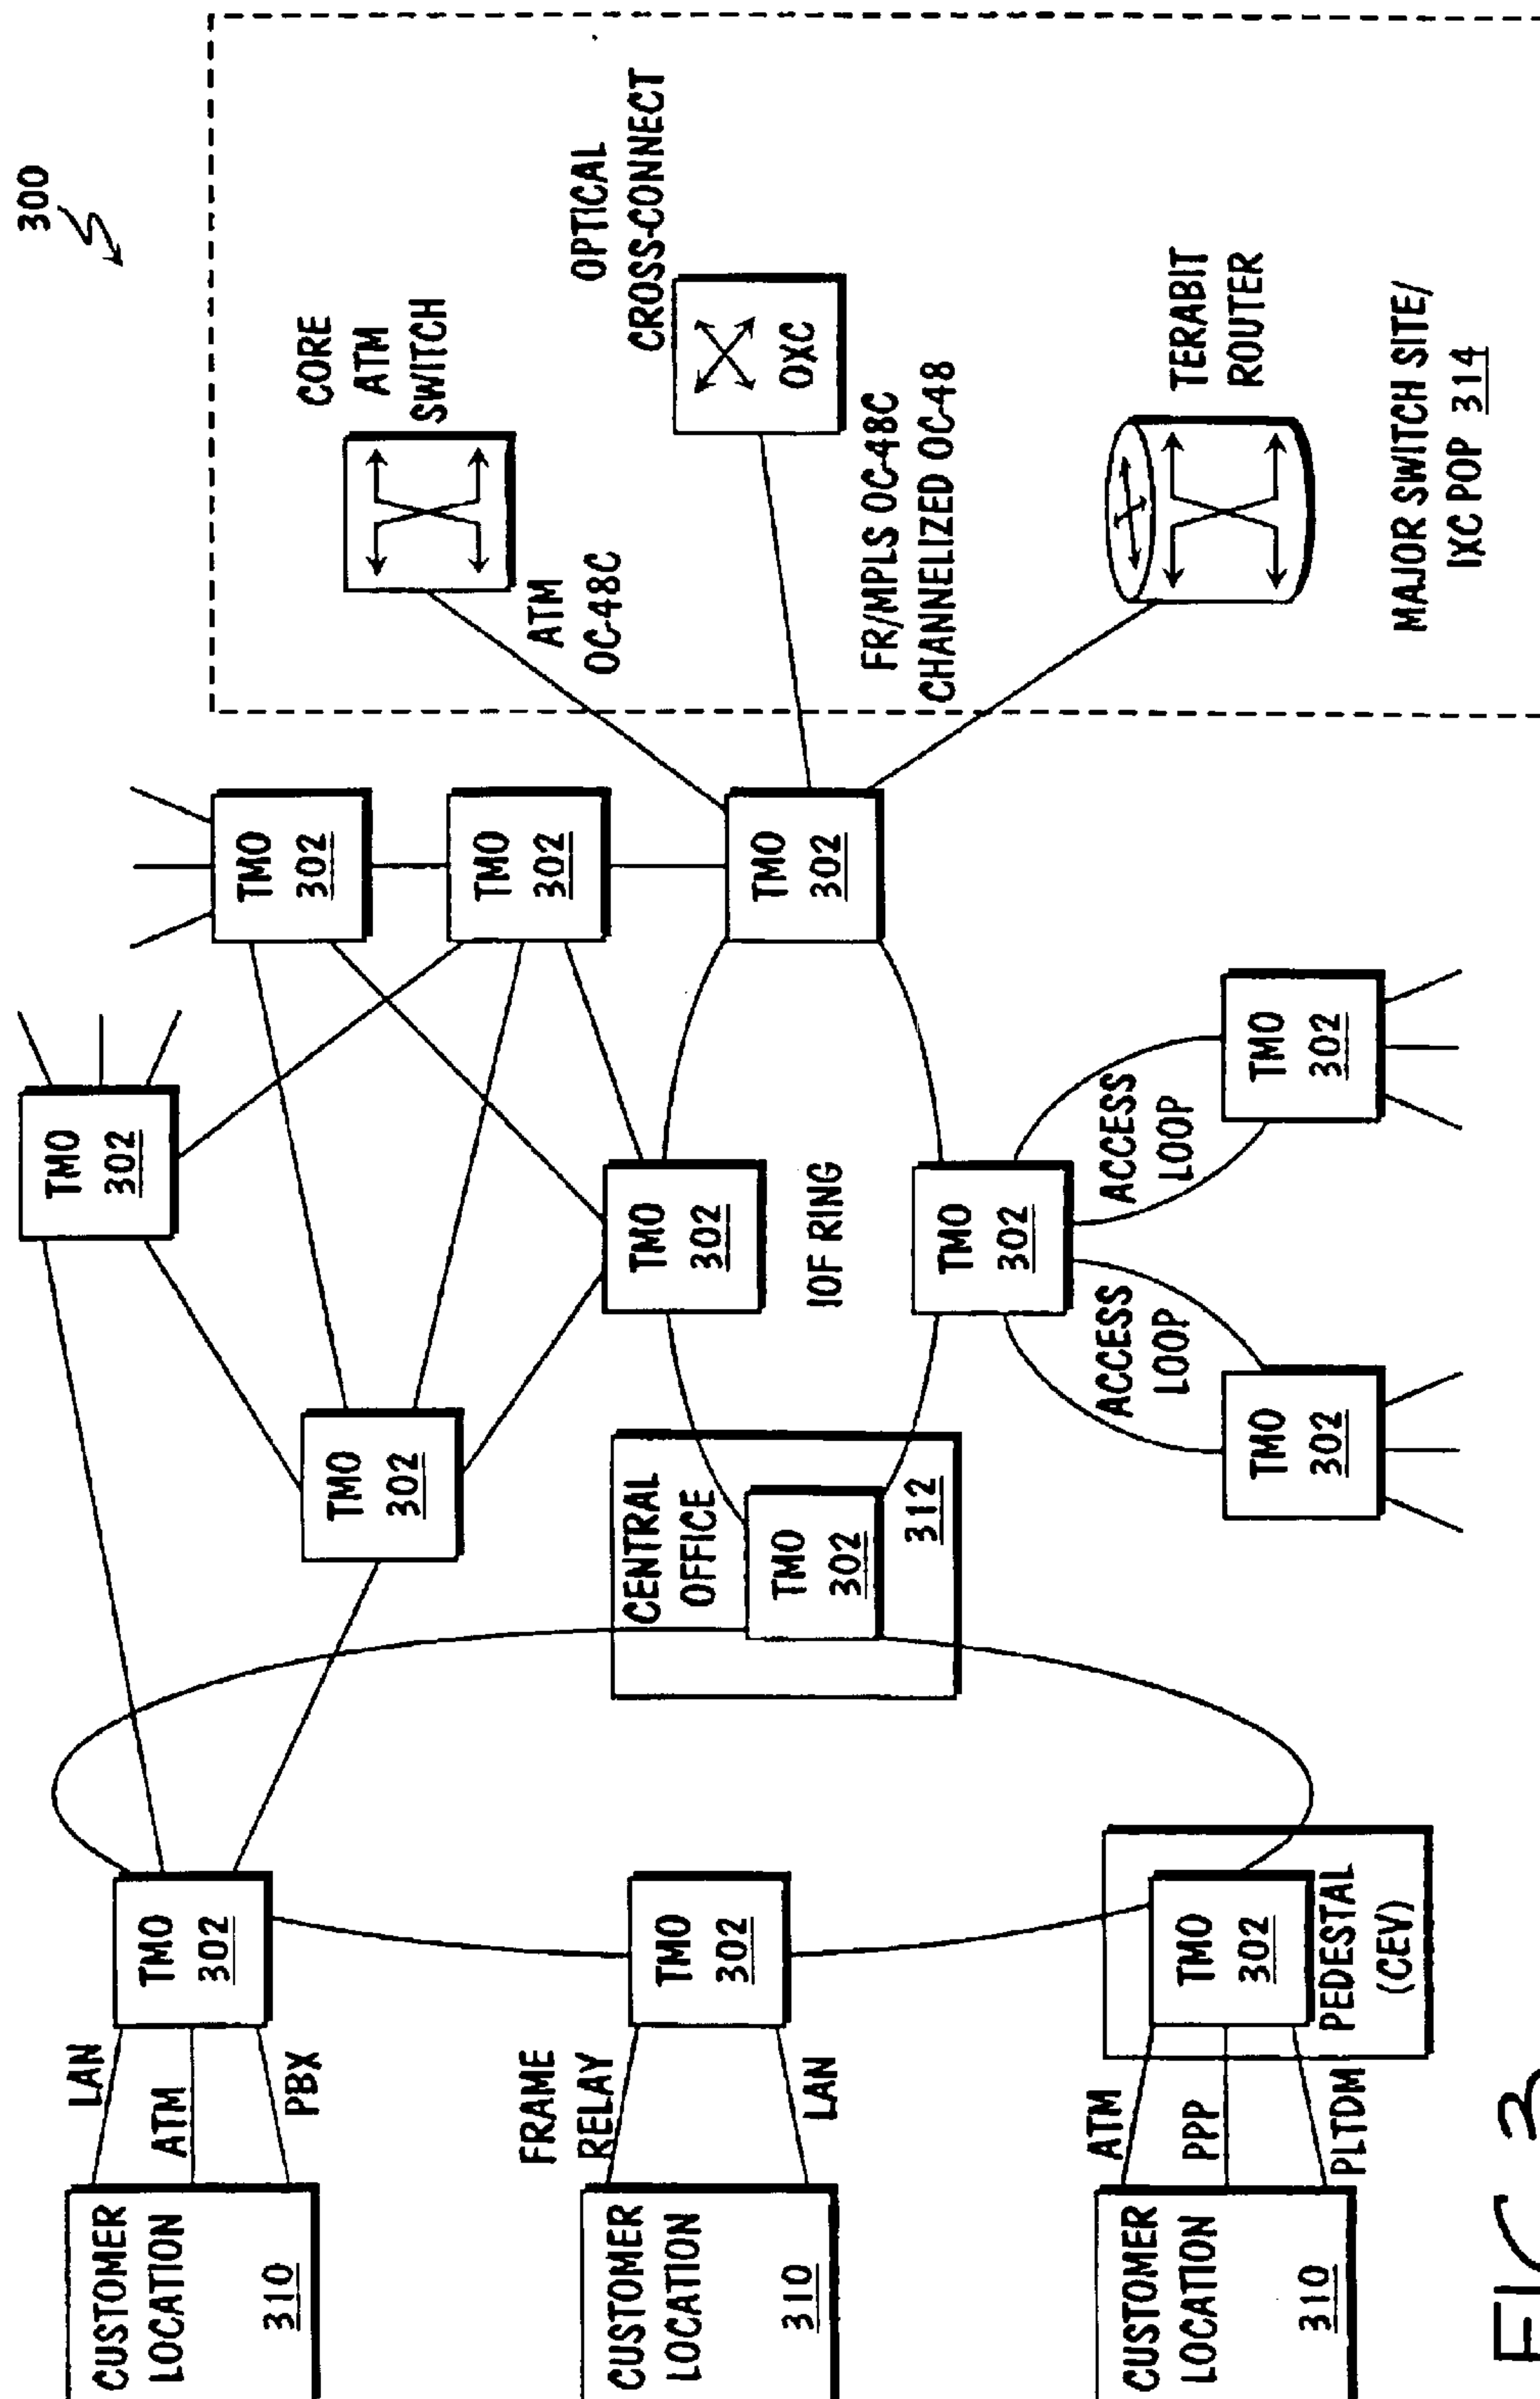 300
CUSTOMER
LOCATION
310
LAN
ATM
PBX
TMO
302
TMO
302
TMO
302
TMO
302
CORE
ATM
SWITCH
CUSTOMER
LOCATION
310
FRAME
RELAY
LAN
TMO
302
CENTRAL
OFFICE
TMO
302
312
TMO
302
IOF RING
TMO
302
TMO
302
ATM
OC-48C
OPTICAL
CROSS-CONNECT
OXC
FR/MPLS OC-48C
CHANNELIZED OC-48
TMO
302
CUSTOMER
LOCATION
310
ATM
PPP
PLTDM
TMO
302
PEDESTAL
(CEV)
ACCESS
LOOP
ACCESS
LOOP
TMO
302
TMO
302
TERABIT
ROUTER
MAJOR SWITCH SITE/
IXC POP 314
FIG 3